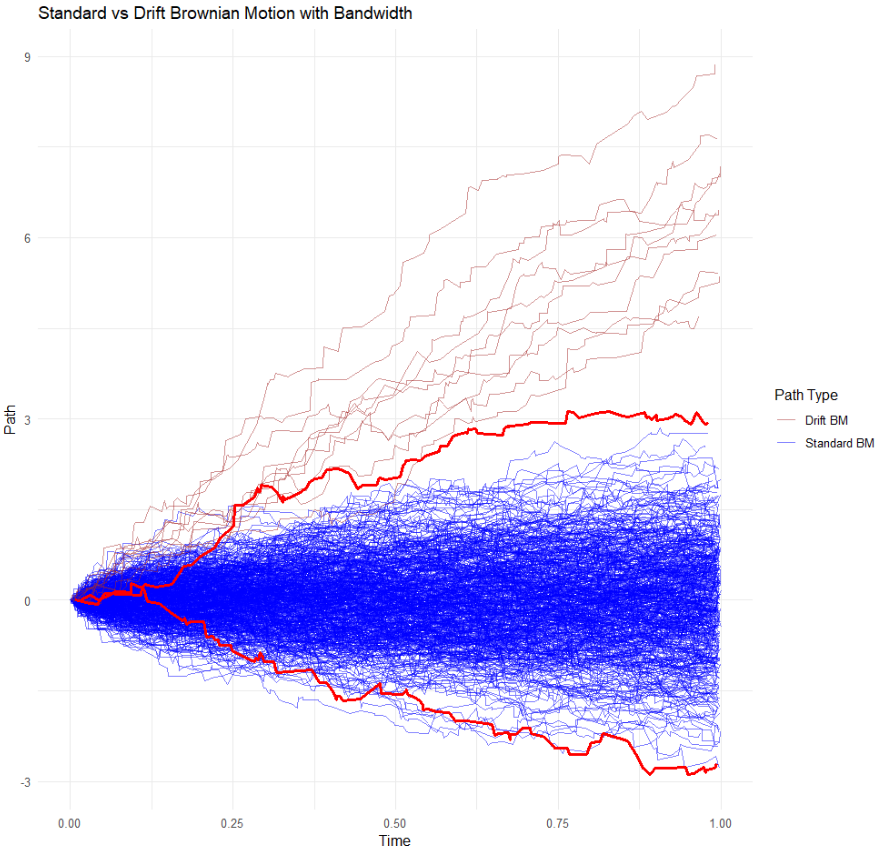 Standard vs Drift Brownian Motion with Bandwidth
9
6
3
0
-3
Path
0.00 0.25 0.50 0.75 1.00
Time
Path Type
Drift BM
Standard BM